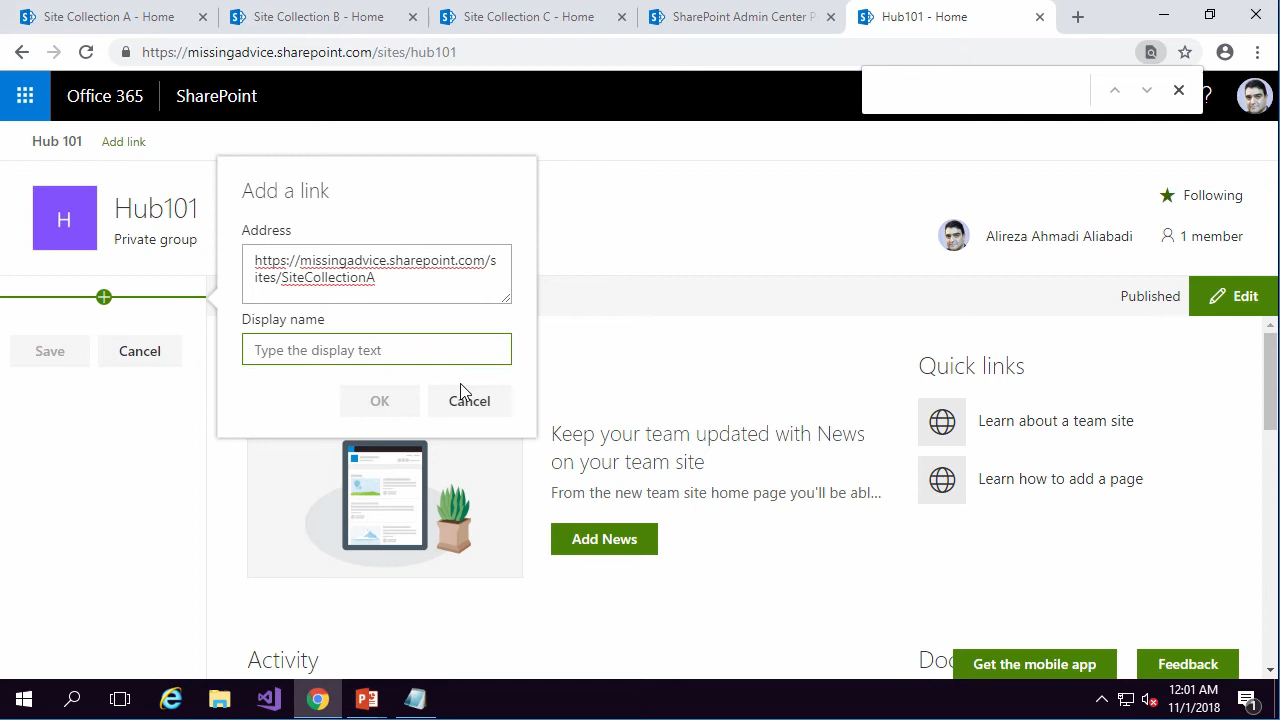 Site Collection A - Home
Site Collection B - Home
Site Collection C - Home
SharePoint Admin Center P
Hub101 - Home
https://missingadvice.sharepoint.com/sites/hub101
Office 365
SharePoint
?
Hub 101
Add link
H
Hub101
Private group
Following
Alireza Ahmadi Aliabadi
1 member
Add a link
Address
https://missingadvice.sharepoint.com/s
ites/SiteCollectionA
Display name
Type the display text
OK
Cancel
Save
Cancel
Published
Edit
Keep your team updated with News
on your team site
From the new team site home page you'll be abl...
Add News
Quick links
Learn about a team site
Learn how to add a page
Activity
Doc
Get the mobile app
Feedback
12:01 AM
11/1/2018
1